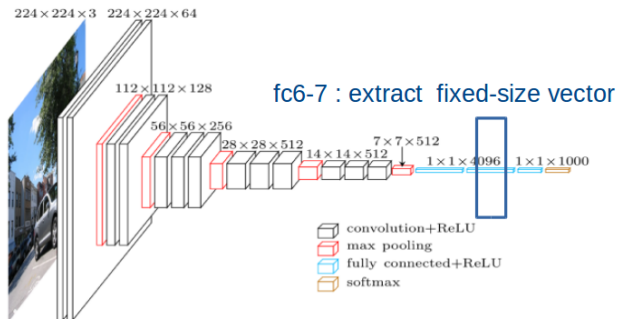 224×224×3 224×224×64
112×112×128
fc6-7 : extract fixed-size vector
56×56×256
28×28×512
14×14×512
7×7×512
1×1×4096
1×1×1000
convolution+ReLU
max pooling
fully connected+ReLU
softmax